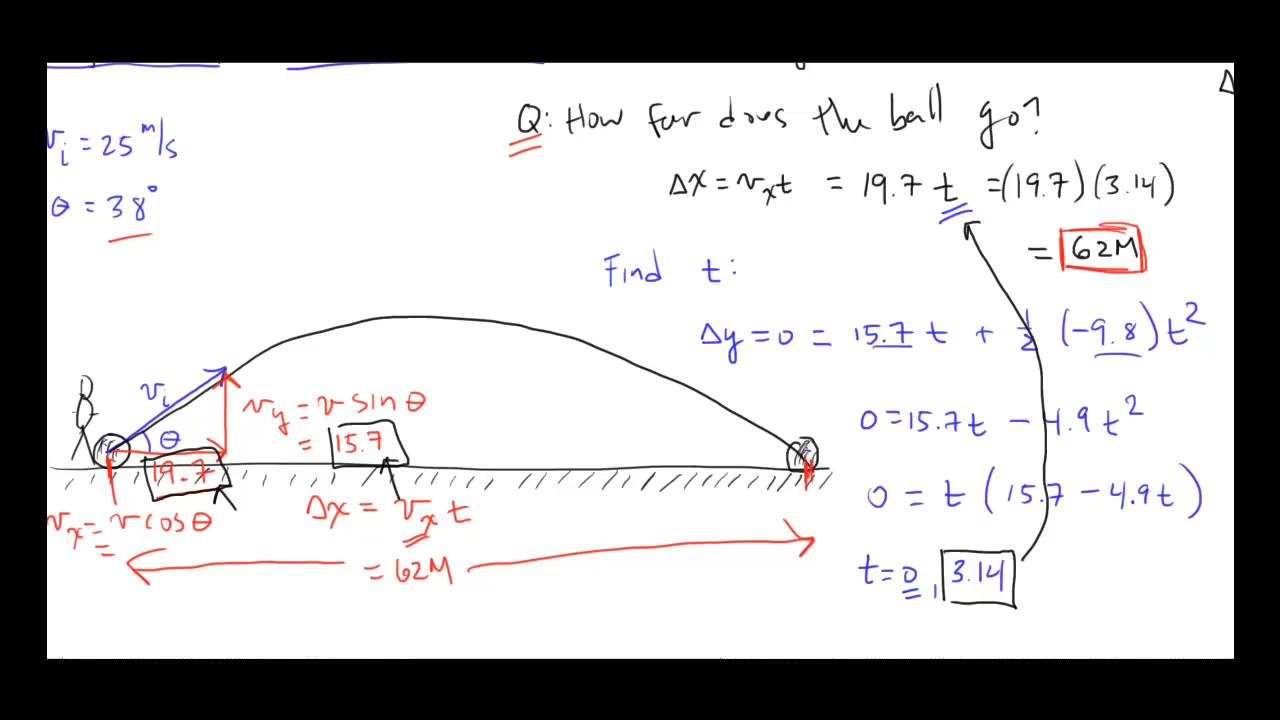 Q: How far does the ball go?
vi = 25 m/s
θ = 38°
Δx = vxt = 19.7 t = (19.7)(3.14)
= 62M
Find t:
Δy = 0 = 15.7 t + 1/2 (-9.8) t²
0 = 15.7t - 4.9t²
0 = t (15.7 - 4.9t)
t = 0, 3.14
vi
θ
vy = v sin θ
= 15.7
19.7
vx = v cos θ
Δx = vx t
= 62M